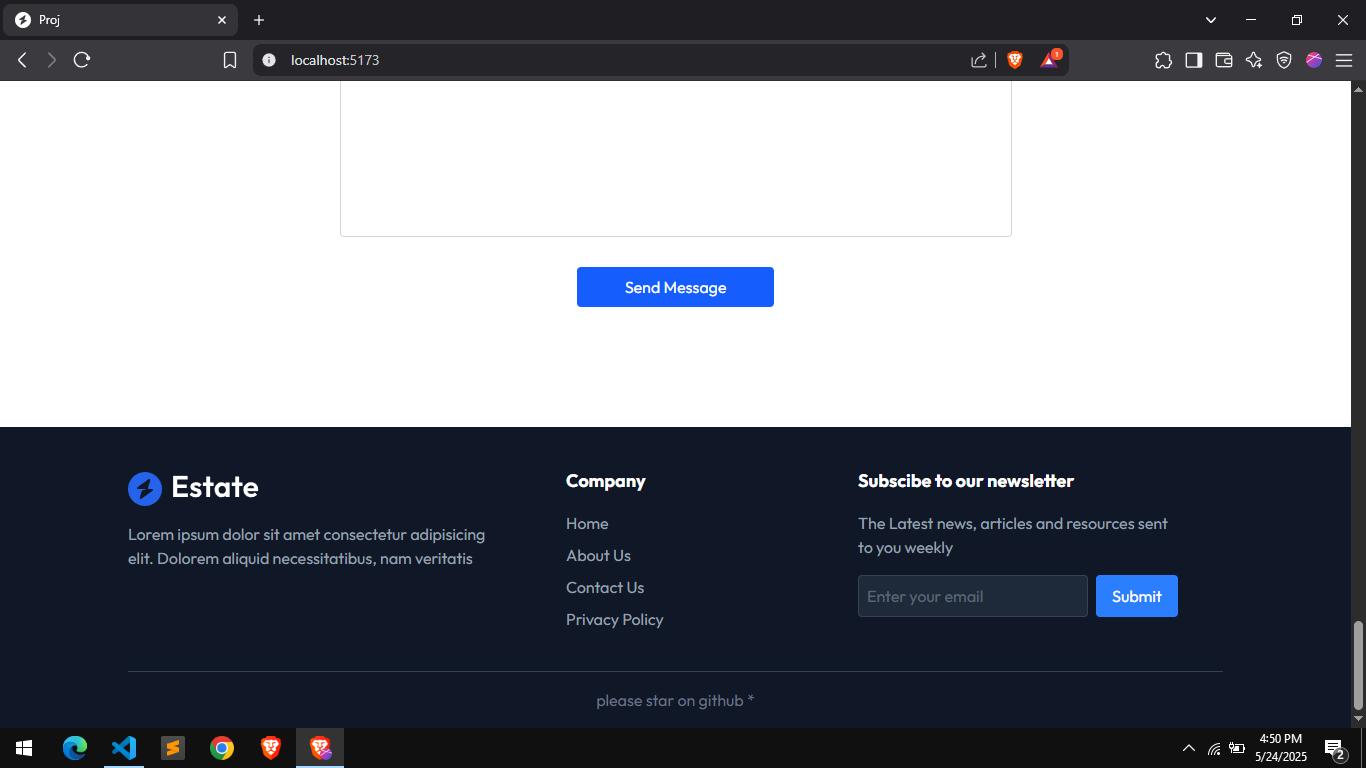 Proj
localhost:5173
1
Send Message
Estate
Lorem ipsum dolor sit amet consectetur adipisicing
elit. Dolorem aliquid necessitatibus, nam veritatis
Company
Home
About Us
Contact Us
Privacy Policy
Subscibe to our newsletter
The Latest news, articles and resources sent
to you weekly
Enter your email
Submit
please star on github *
4:50 PM
5/24/2025
2